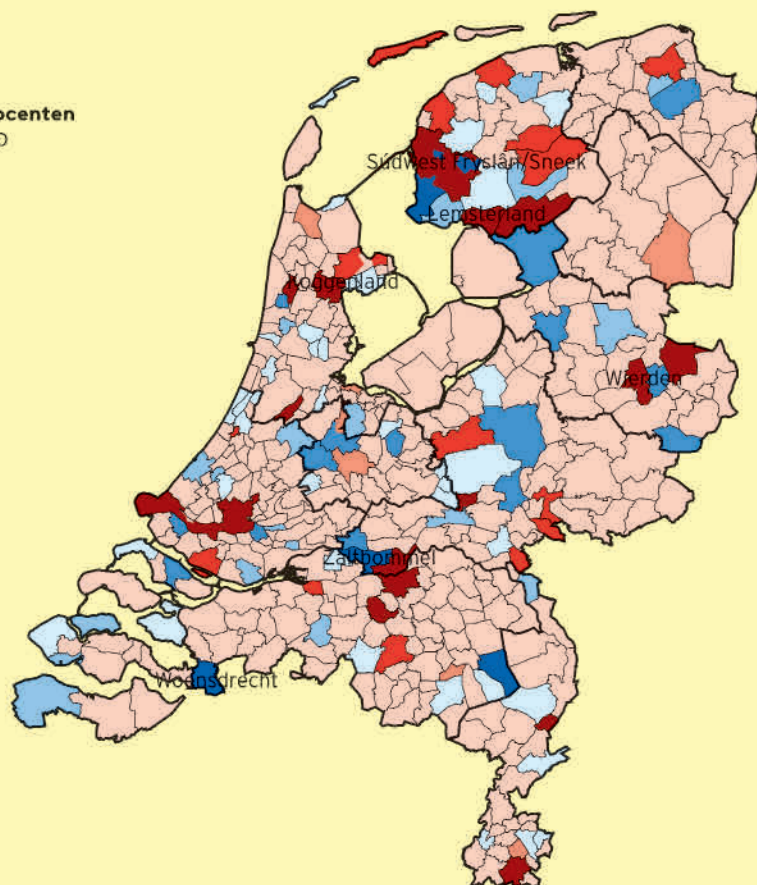 ocenten
Súdwest Fryslân/Sneek
Lemsterland
Koggenland
Wierden
Zaltbommel
Woensdrecht